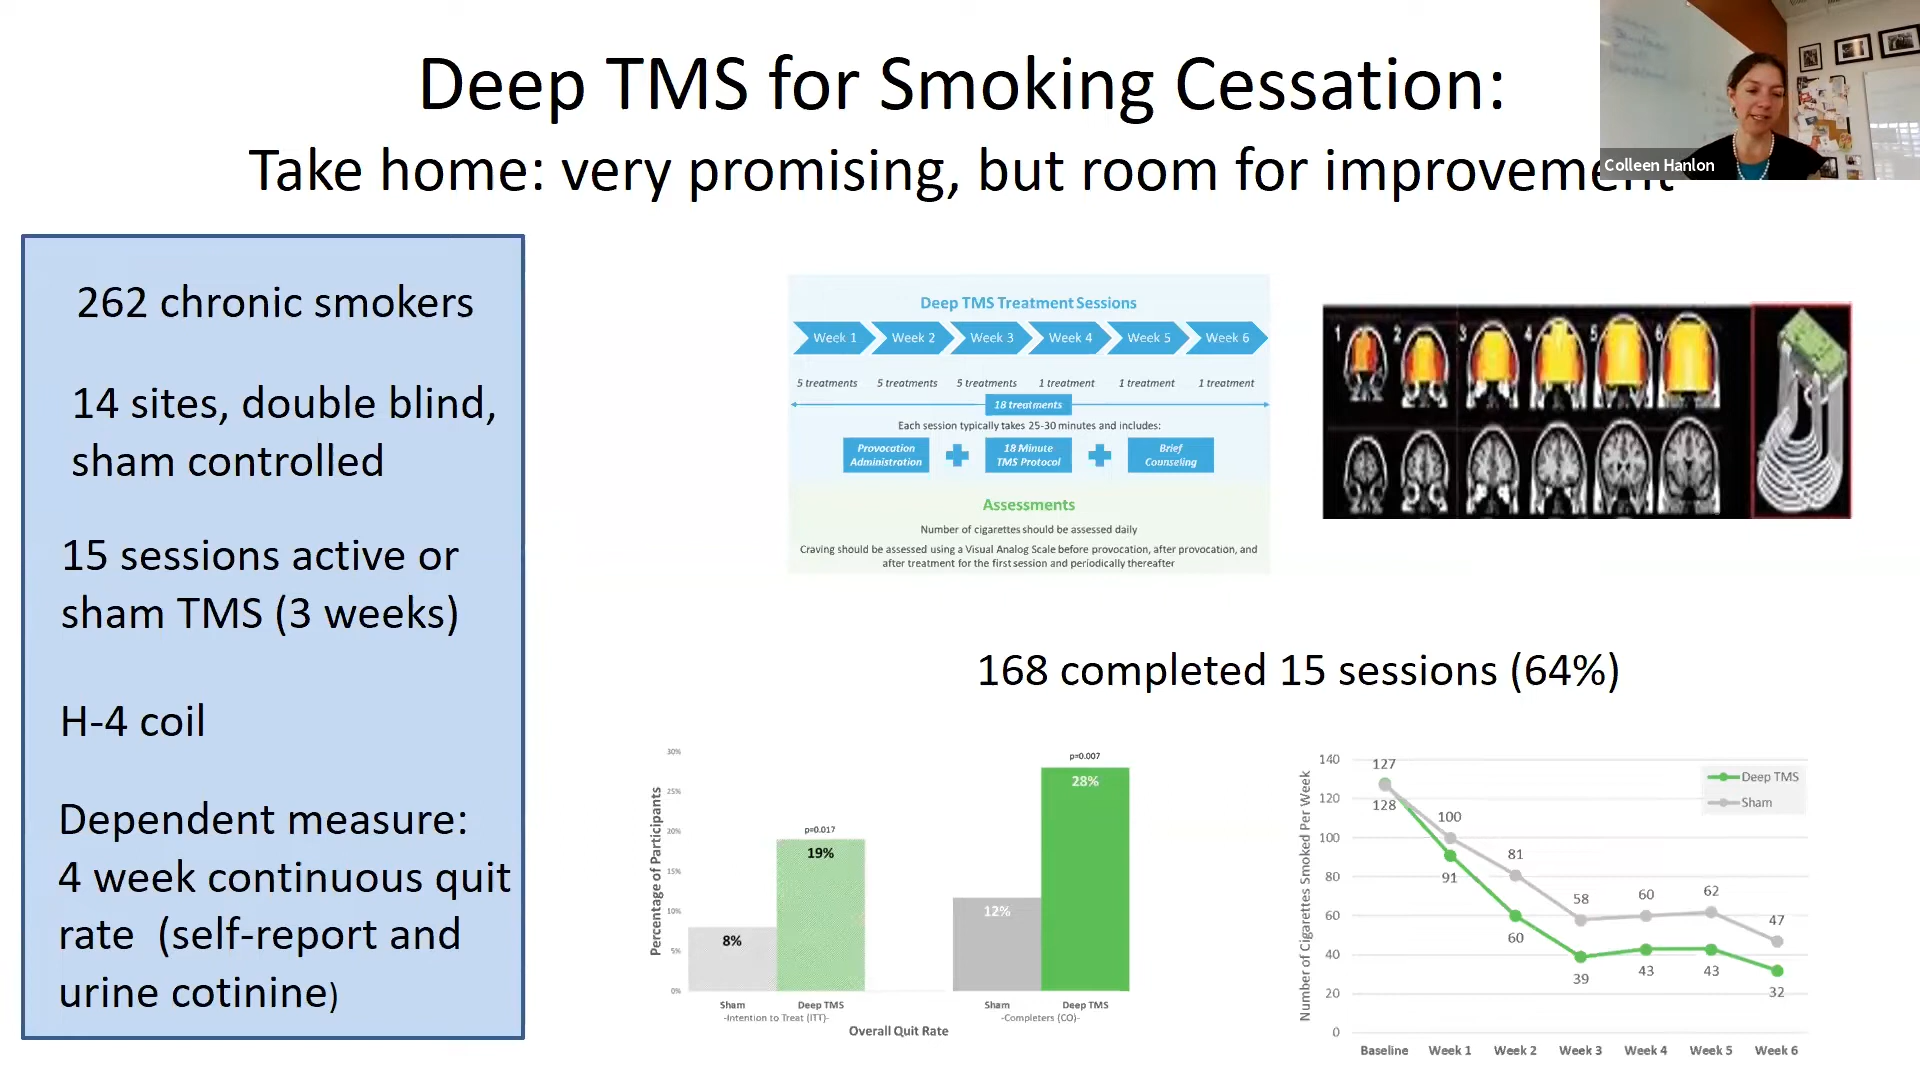 Deep TMS for Smoking Cessation:
Take home: very promising, but room for improvement
Colleen Hanlon
262 chronic smokers
14 sites, double blind,
sham controlled
15 sessions active or
sham TMS (3 weeks)
H-4 coil
Dependent measure:
4 week continuous quit
rate (self-report and
urine cotinine)
Deep TMS Treatment Sessions
Week 1 Week 2 Week 3 Week 4 Week 5 Week 6
5 treatments 5 treatments 5 treatments 1 treatment 1 treatment 1 treatment
18 treatments
Each session typically takes 25-30 minutes and includes:
Provocation
Administration
18 Minute
TMS Protocol
Brief
Counseling
Assessments
Number of cigarettes should be assessed daily
Craving should be assessed using a Visual Analog Scale before provocation, after provocation, and
after treatment for the first session and periodically thereafter
1 2 3 4 5 6
168 completed 15 sessions (64%)
Percentage of Participants
30%
25%
20%
15%
10%
5%
0%
8%
p=0.017
19%
12%
p=0.007
28%
Sham Deep TMS Sham Deep TMS
-Intention to Treat (ITT)- -Completers (CO)-
Overall Quit Rate
Number of Cigarettes Smoked Per Week
140
120
100
80
60
40
20
0
Deep TMS
Sham
127
128
100
91
81
60
58
39
60
43
62
43
47
32
Baseline Week 1 Week 2 Week 3 Week 4 Week 5 Week 6